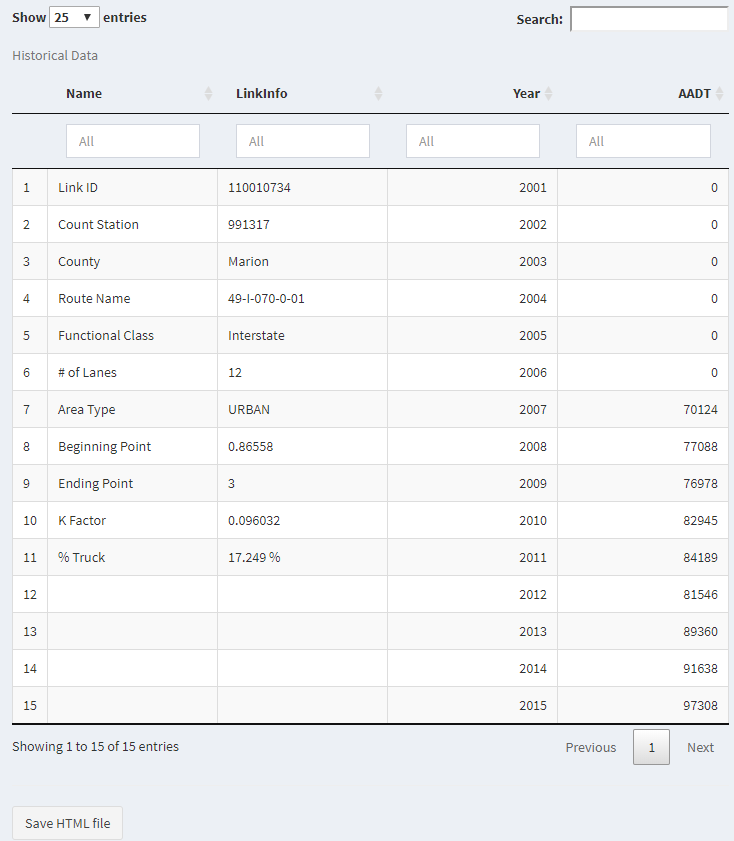 Show 25 entries Search:
Historical Data
Name LinkInfo Year AADT
All All All All
1 Link ID 110010734 2001 0
2 Count Station 991317 2002 0
3 County Marion 2003 0
4 Route Name 49-I-070-0-01 2004 0
5 Functional Class Interstate 2005 0
6 # of Lanes 12 2006 0
7 Area Type URBAN 2007 70124
8 Beginning Point 0.86558 2008 77088
9 Ending Point 3 2009 76978
10 K Factor 0.096032 2010 82945
11 % Truck 17.249 % 2011 84189
12 2012 81546
13 2013 89360
14 2014 91638
15 2015 97308
Showing 1 to 15 of 15 entries Previous 1 Next
Save HTML file